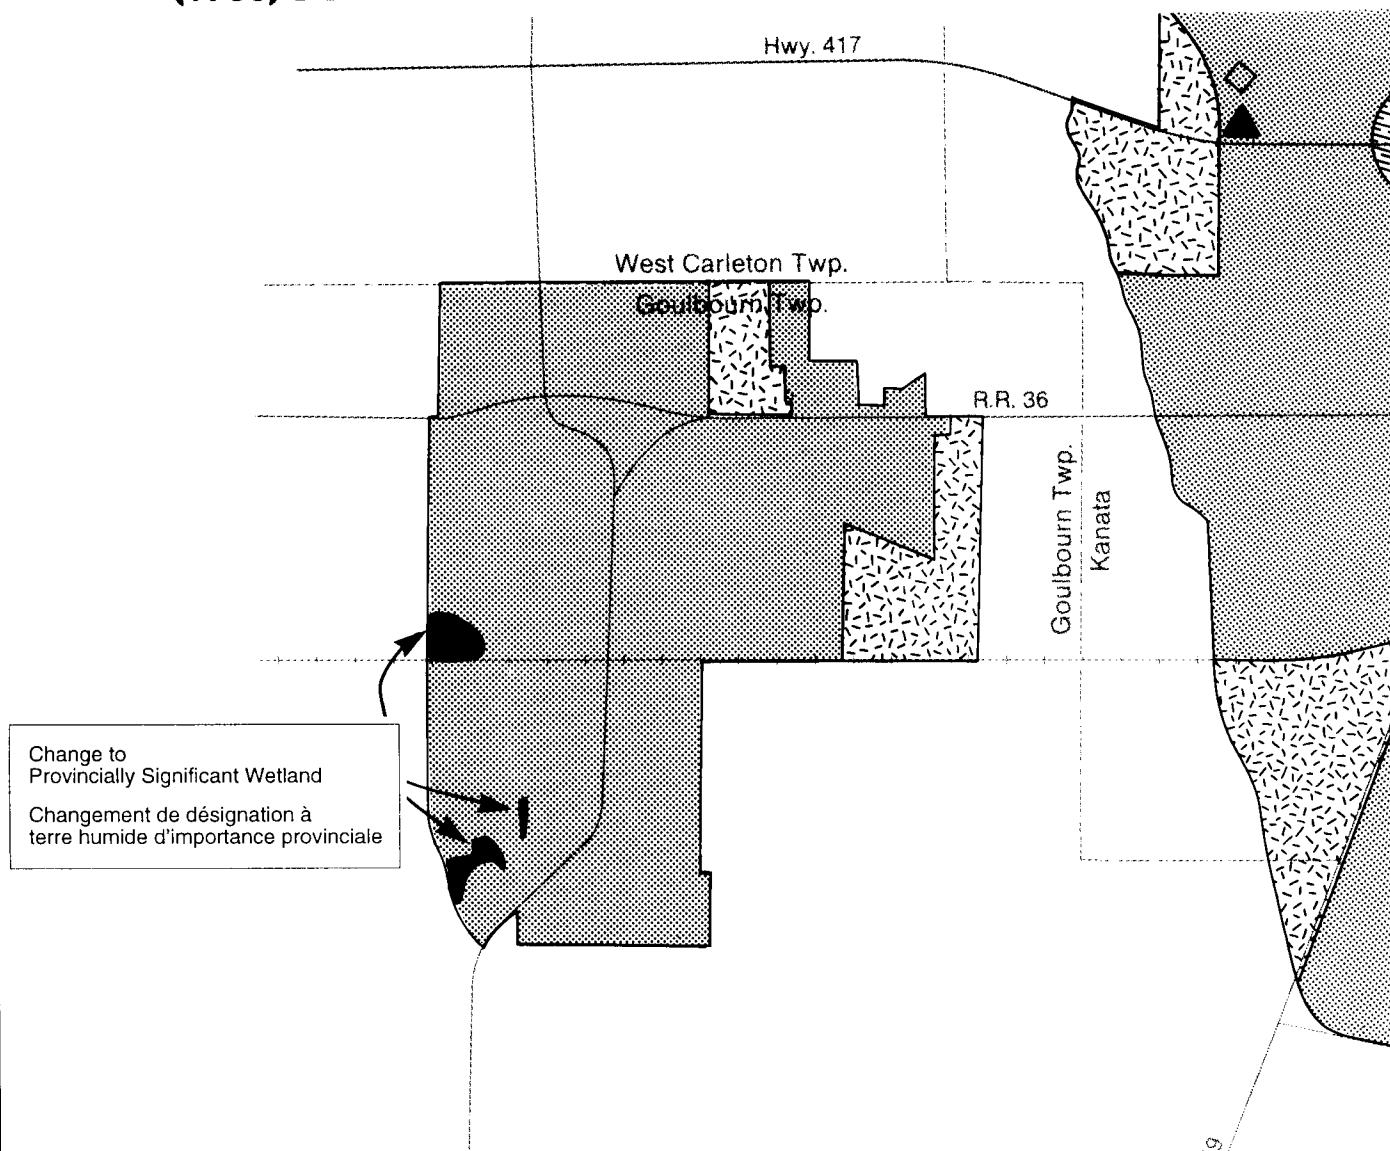 Hwy. 417
West Carleton Twp.
Goulbourn Twp.
R.R. 36
Goulbourn Twp.
Kanata
Change to
Provincially Significant Wetland
Changement de désignation à
terre humide d'importance provinciale
9